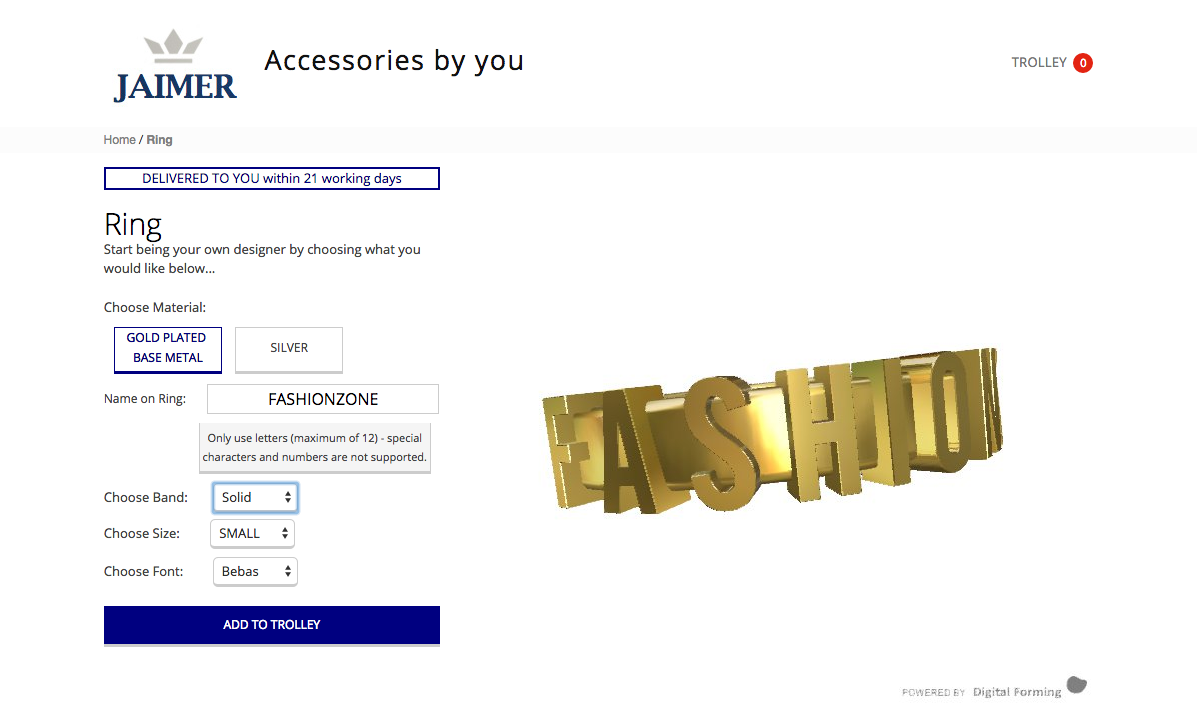 JAIMER
Accessories by you
TROLLEY 0
Home / Ring
DELIVERED TO YOU within 21 working days
Ring
Start being your own designer by choosing what you
would like below...
Choose Material:
GOLD PLATED
BASE METAL
SILVER
Name on Ring:
FASHIONZONE
Only use letters (maximum of 12) - special
characters and numbers are not supported.
Choose Band:
Solid
Choose Size:
SMALL
Choose Font:
Bebas
ADD TO TROLLEY
FASHION
POWERED BY Digital Forming